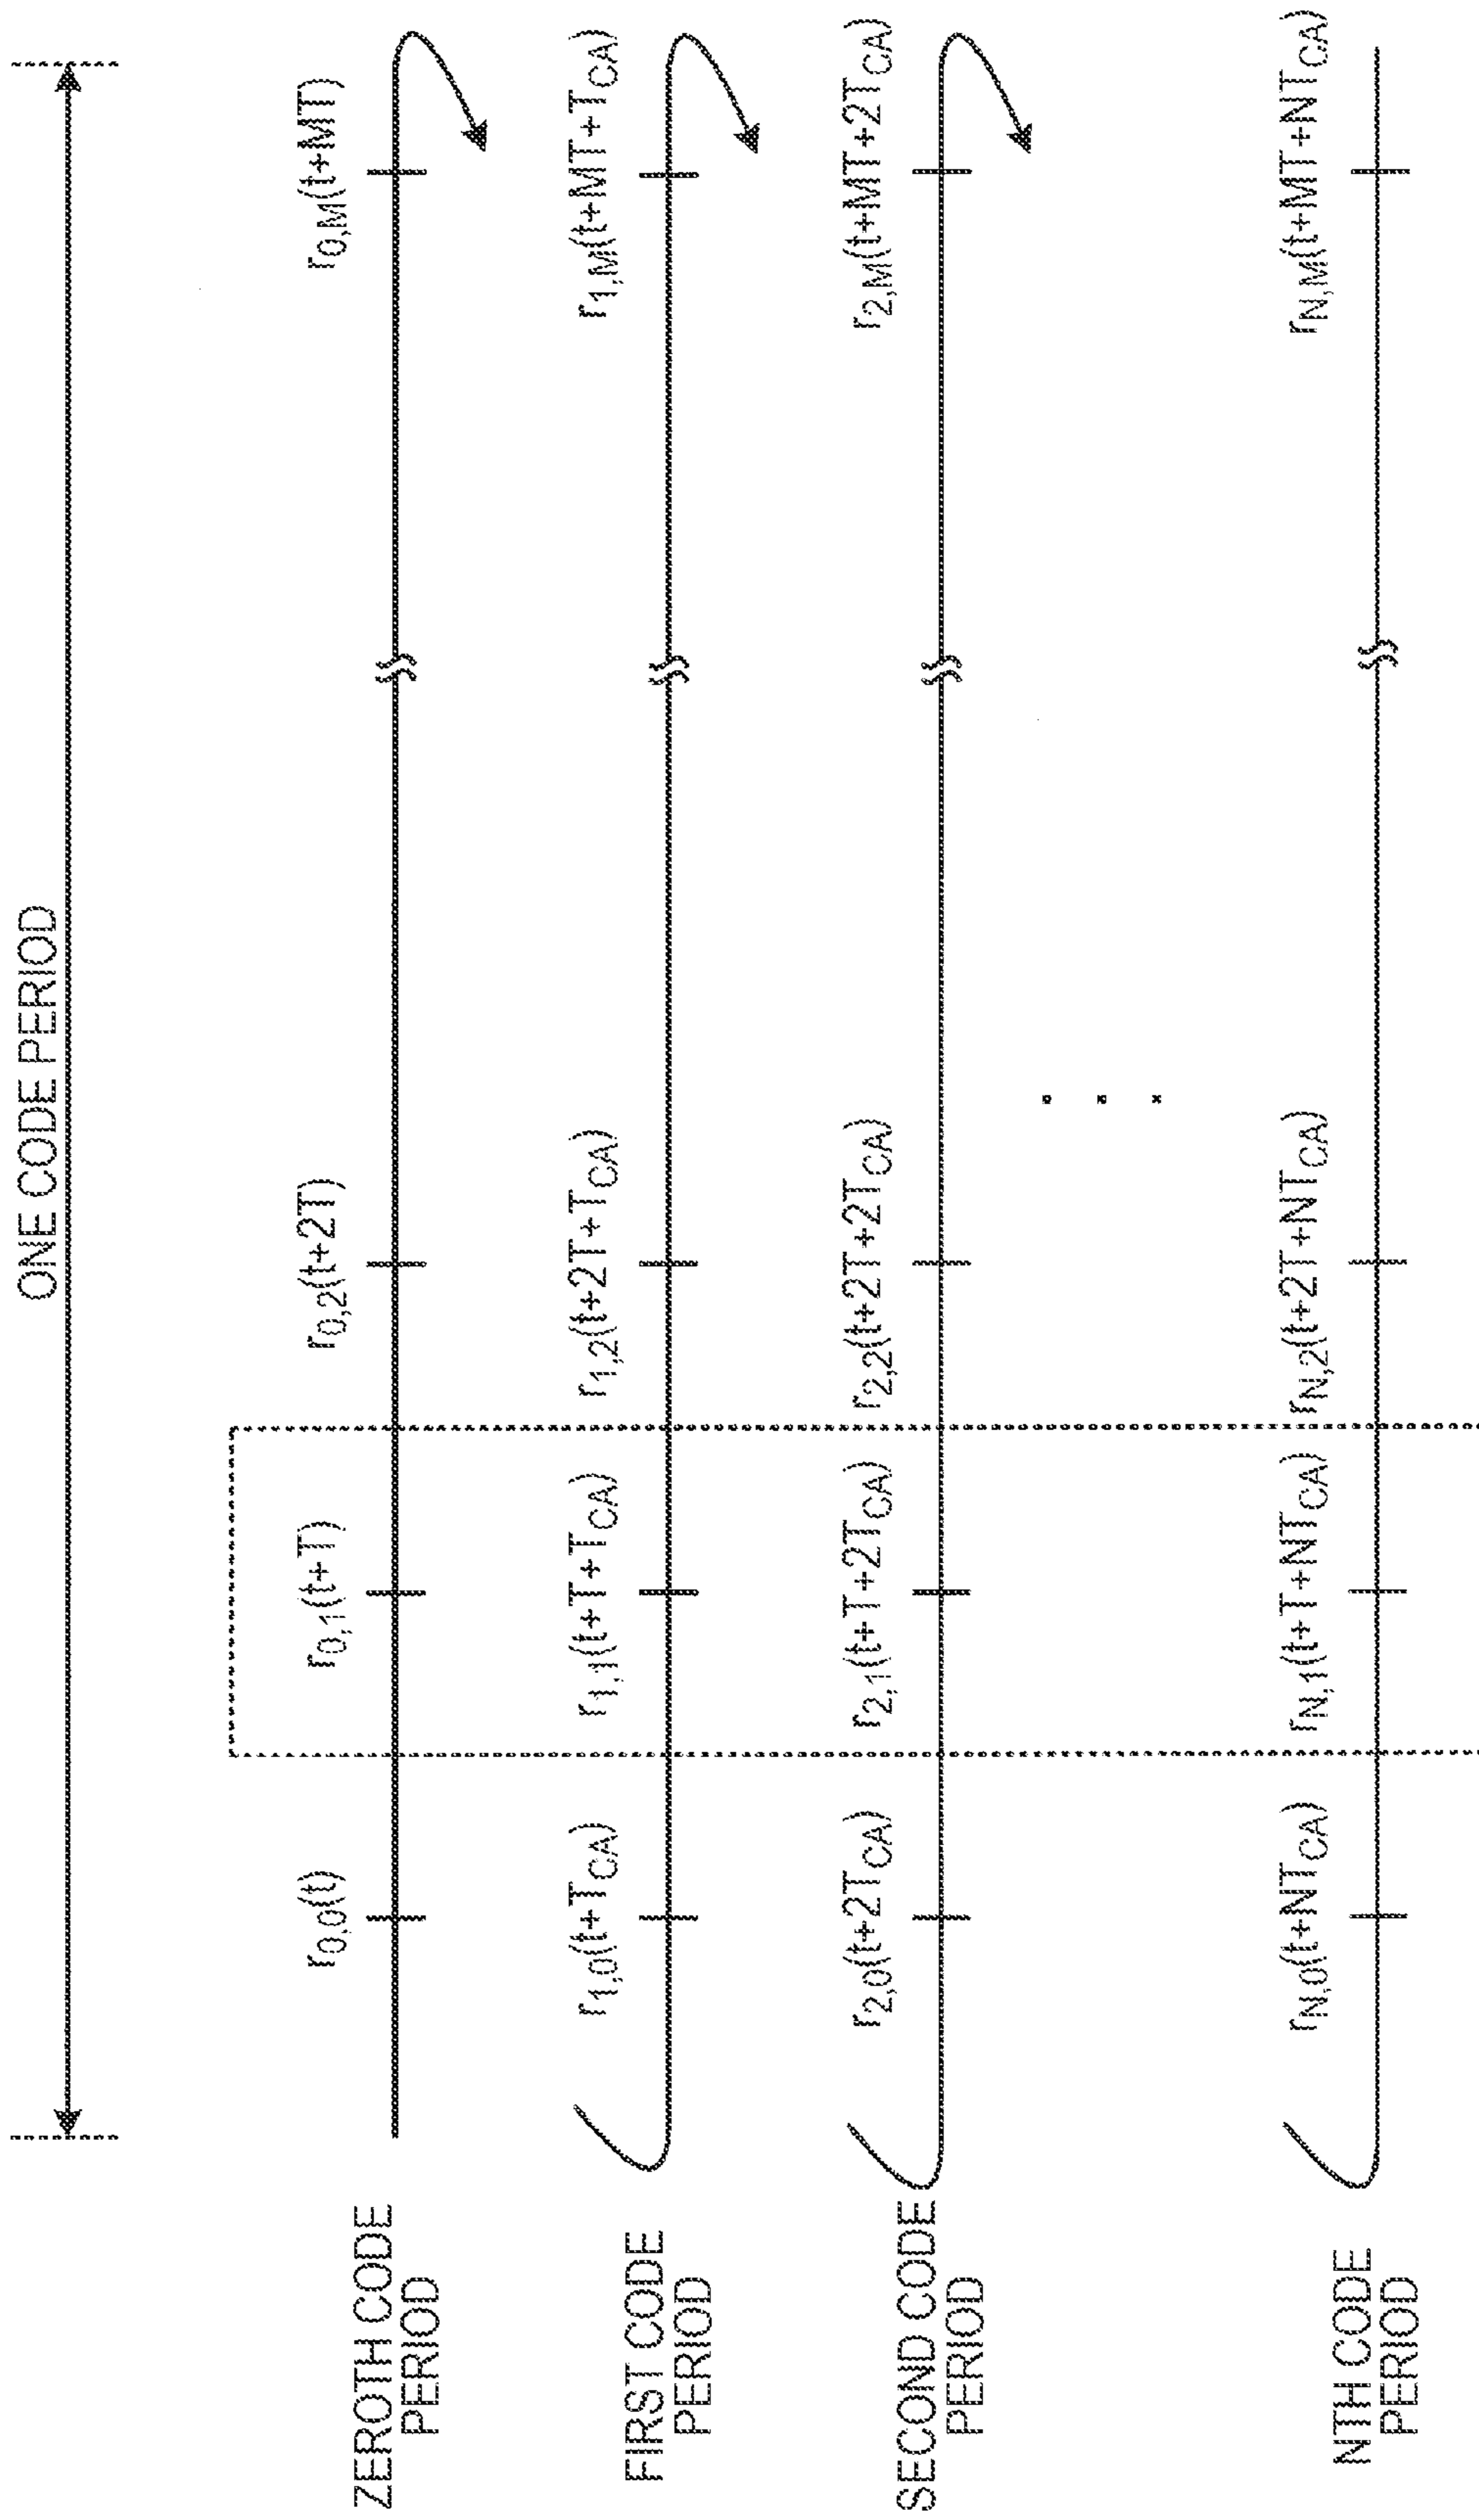 ONE CODE PERIOD
r0,0(t) r0,1(t+T) r0,2(t+2T) r0,M(t+MT)
ZEROTH CODE
PERIOD
r1,0(t+TCA) r1,1(t+T+TCA) r1,2(t+2T+TCA) r1,M(t+MT+TCA)
FIRST CODE
PERIOD
r2,0(t+2TCA) r2,1(t+T+2TCA) r2,2(t+2T+2TCA) r2,M(t+MT+2TCA)
SECOND CODE
PERIOD
. . .
rN,0(t+NTCA) rN,1(t+T+NTCA) rN,2(t+2T+NTCA) rN,M(t+MT+NTCA)
NTH CODE
PERIOD